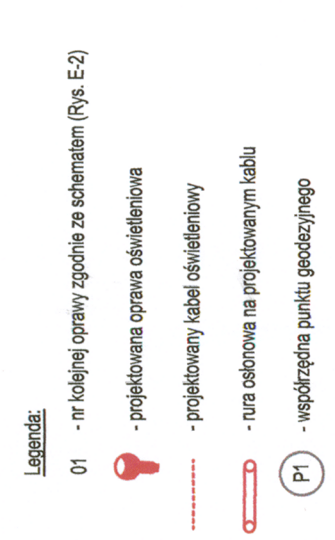 Legenda:
01 - nr kolejnej oprawy zgodnie ze schematem (Rys. E-2)
- projektowana oprawa oświetleniowa
- projektowany kabel oświetleniowy
- rura osłonowa na projektowanym kablu
P1 - współrzędna punktu geodezyjnego